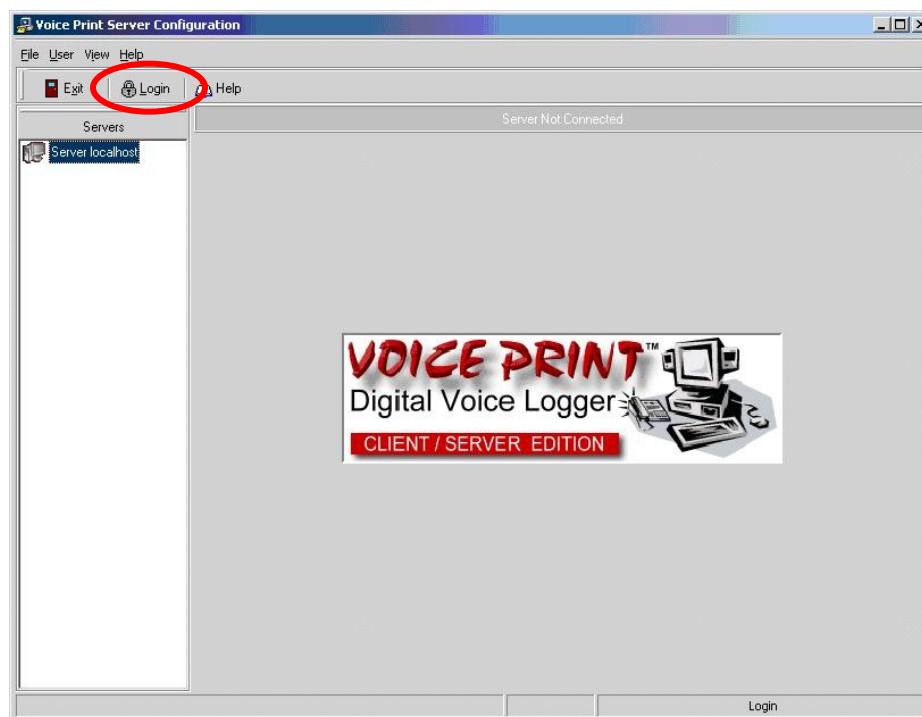 Voice Print Server Configuration
File User View Help
Exit Login Help
Servers
Server Not Connected
Server localhost
VOICE PRINT™
Digital Voice Logger
CLIENT / SERVER EDITION
Login